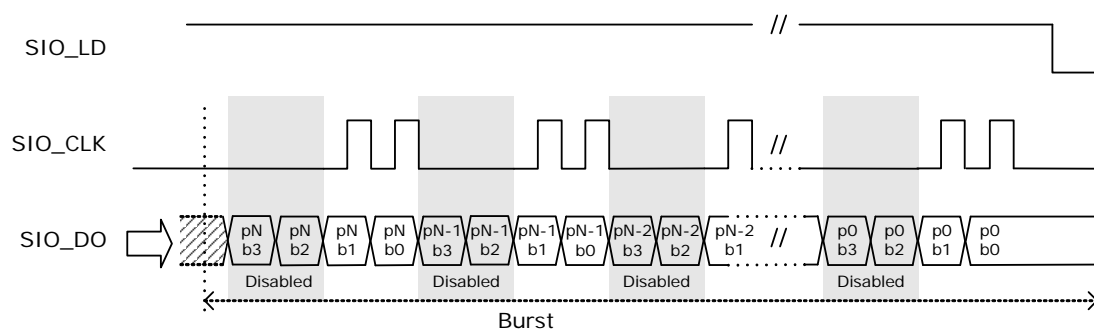 SIO_LD
//
SIO_CLK
//
SIO_DO
pN pN pN pN pN-1 pN-1 pN-1 pN-1 pN-2 pN-2 pN-2 // p0 p0 p0 p0
b3 b2 b1 b0 b3 b2 b1 b0 b3 b2 b1 b3 b2 b1 b0
Disabled Disabled Disabled Disabled
Burst